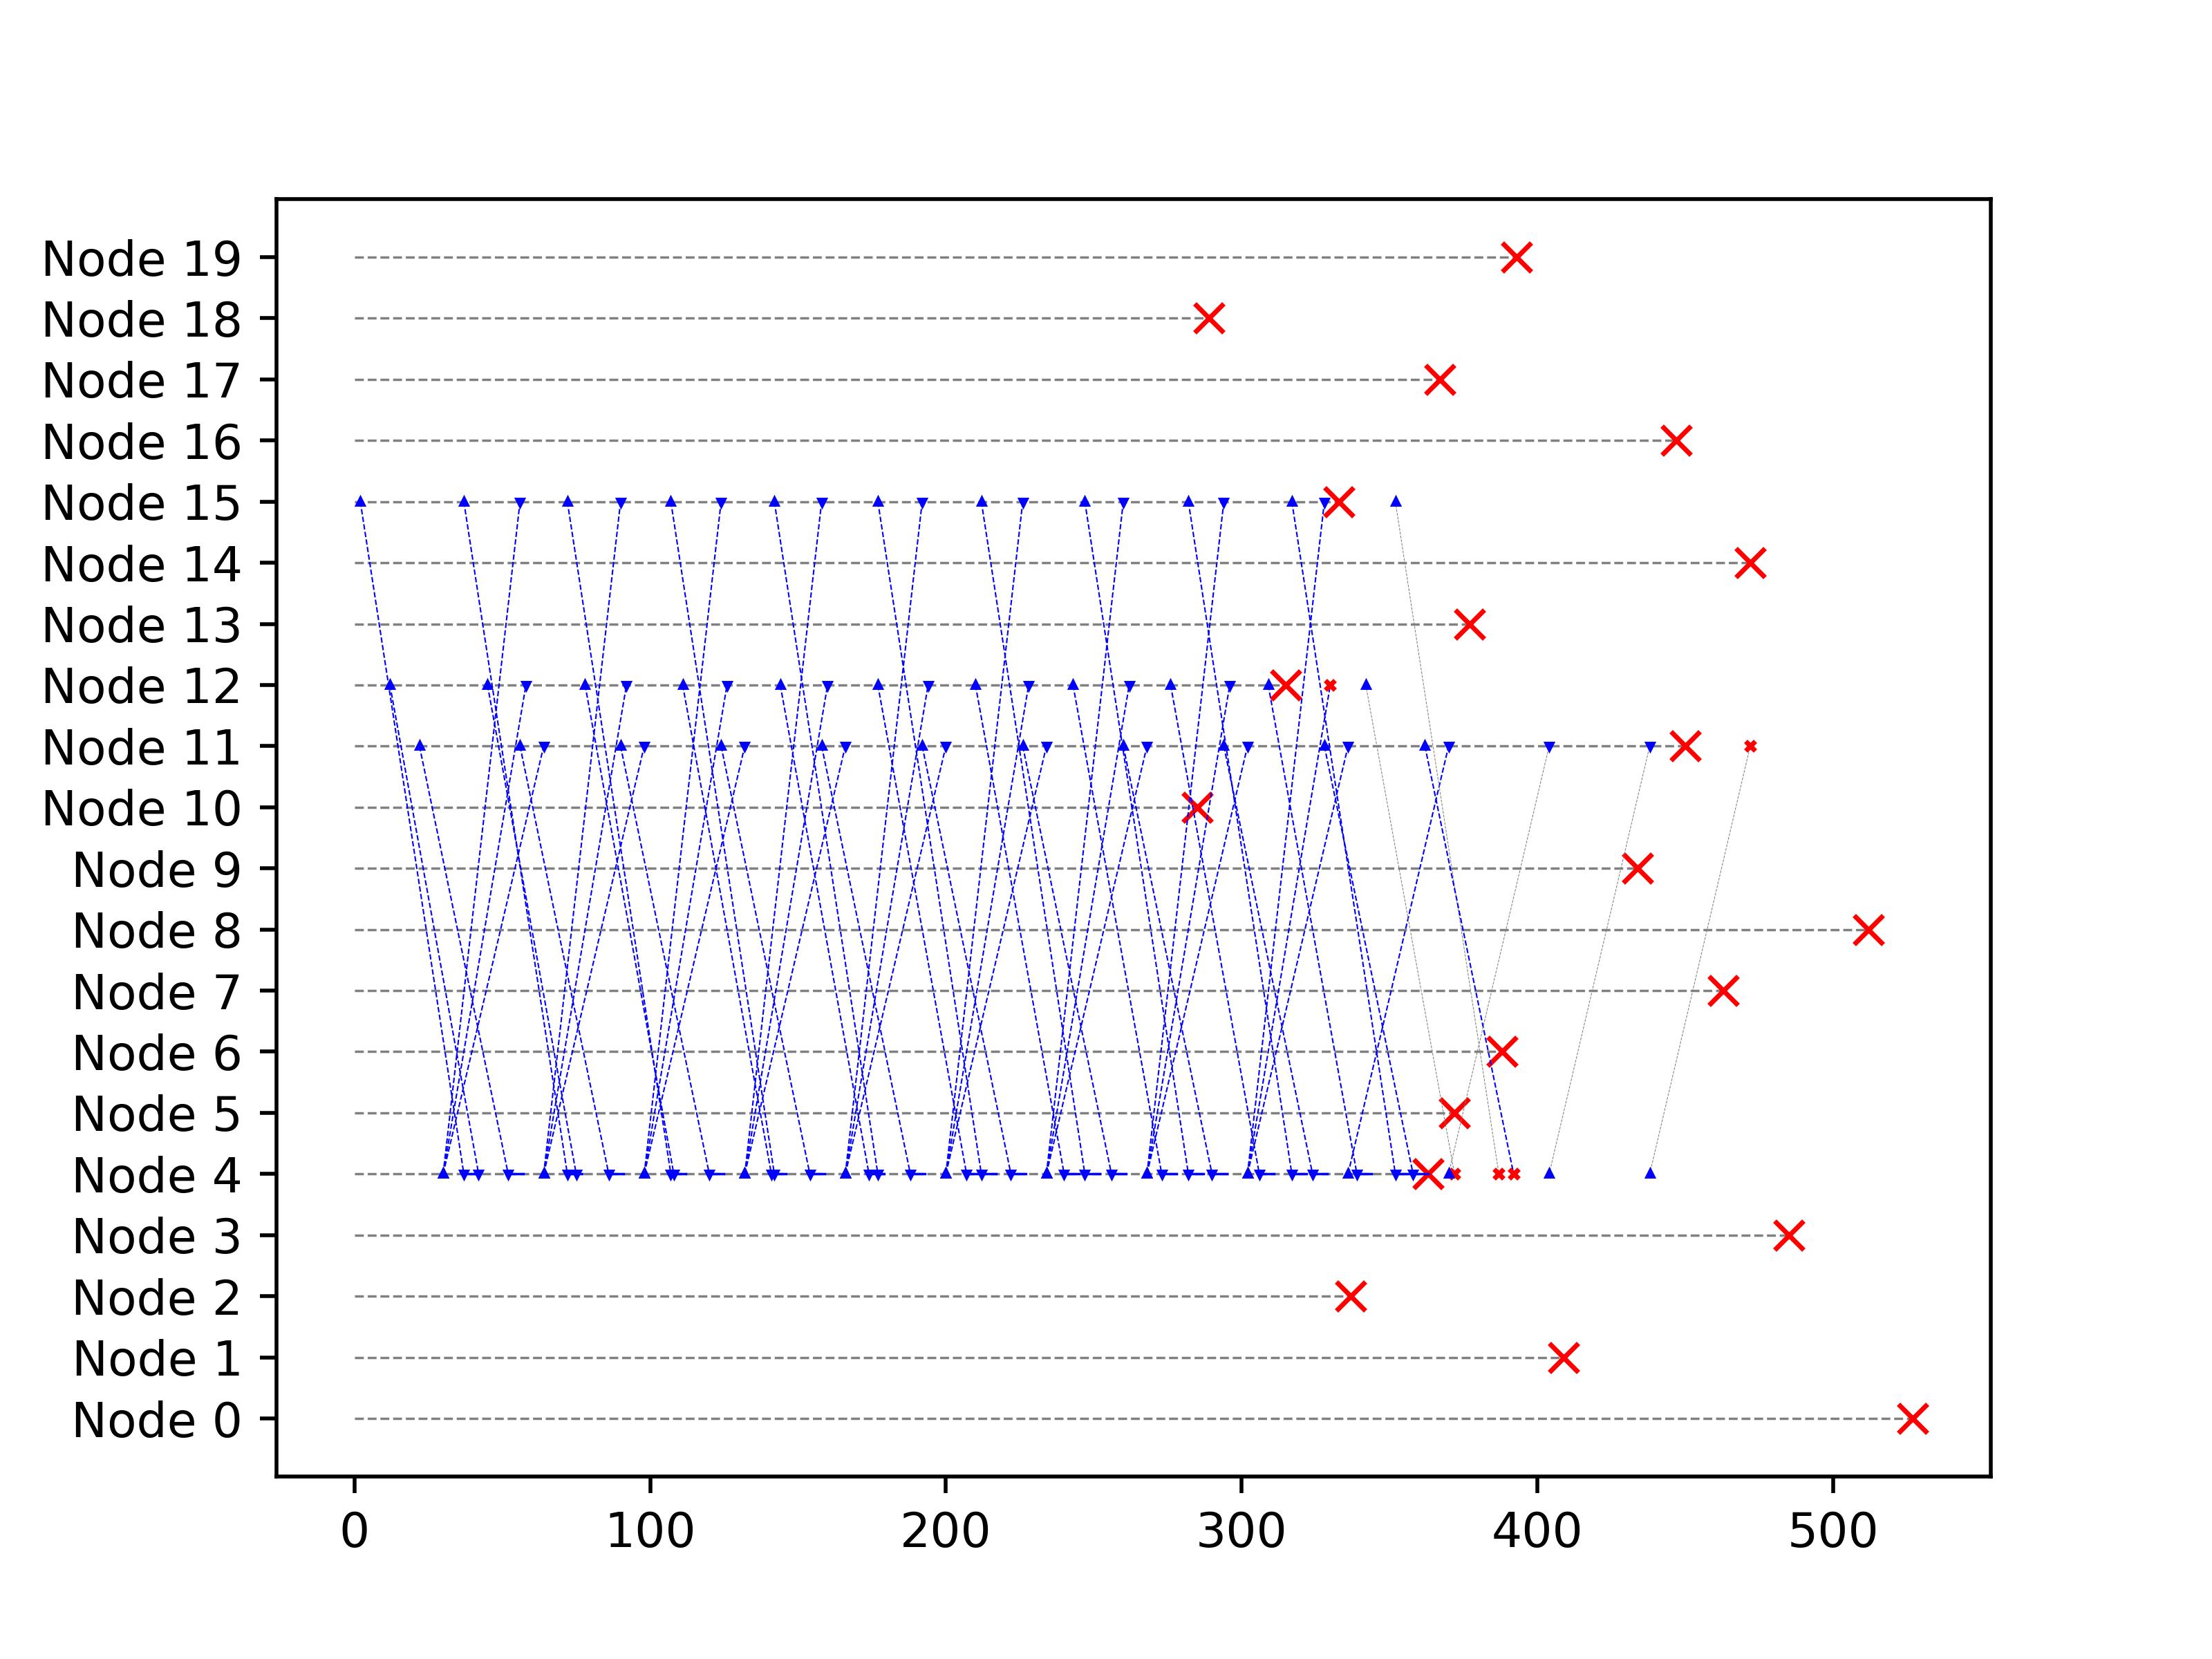 Node 19
Node 18
Node 17
Node 16
Node 15
Node 14
Node 13
Node 12
Node 11
Node 10
Node 9
Node 8
Node 7
Node 6
Node 5
Node 4
Node 3
Node 2
Node 1
Node 0
0 100 200 300 400 500